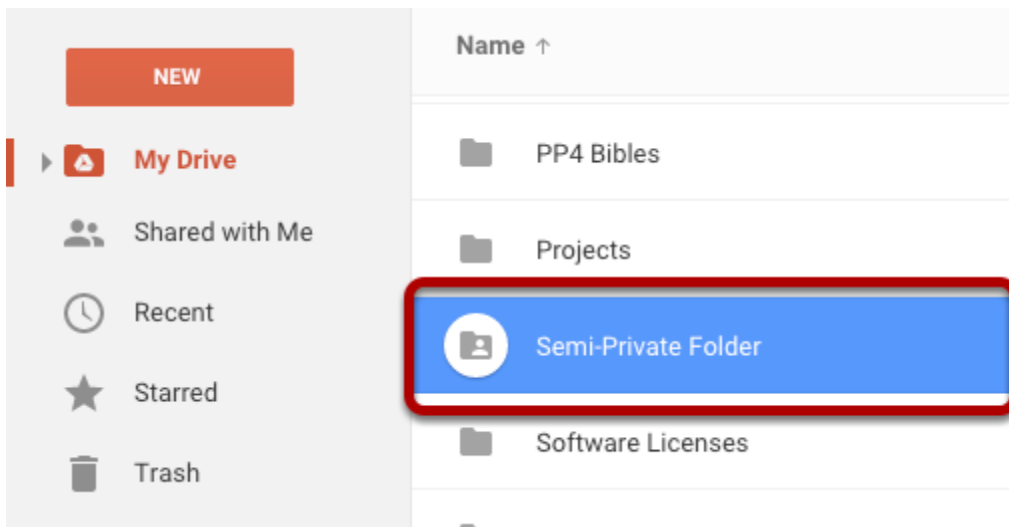 NEW
My Drive
Shared with Me
Recent
Starred
Trash
Name ↑
PP4 Bibles
Projects
Semi-Private Folder
Software Licenses